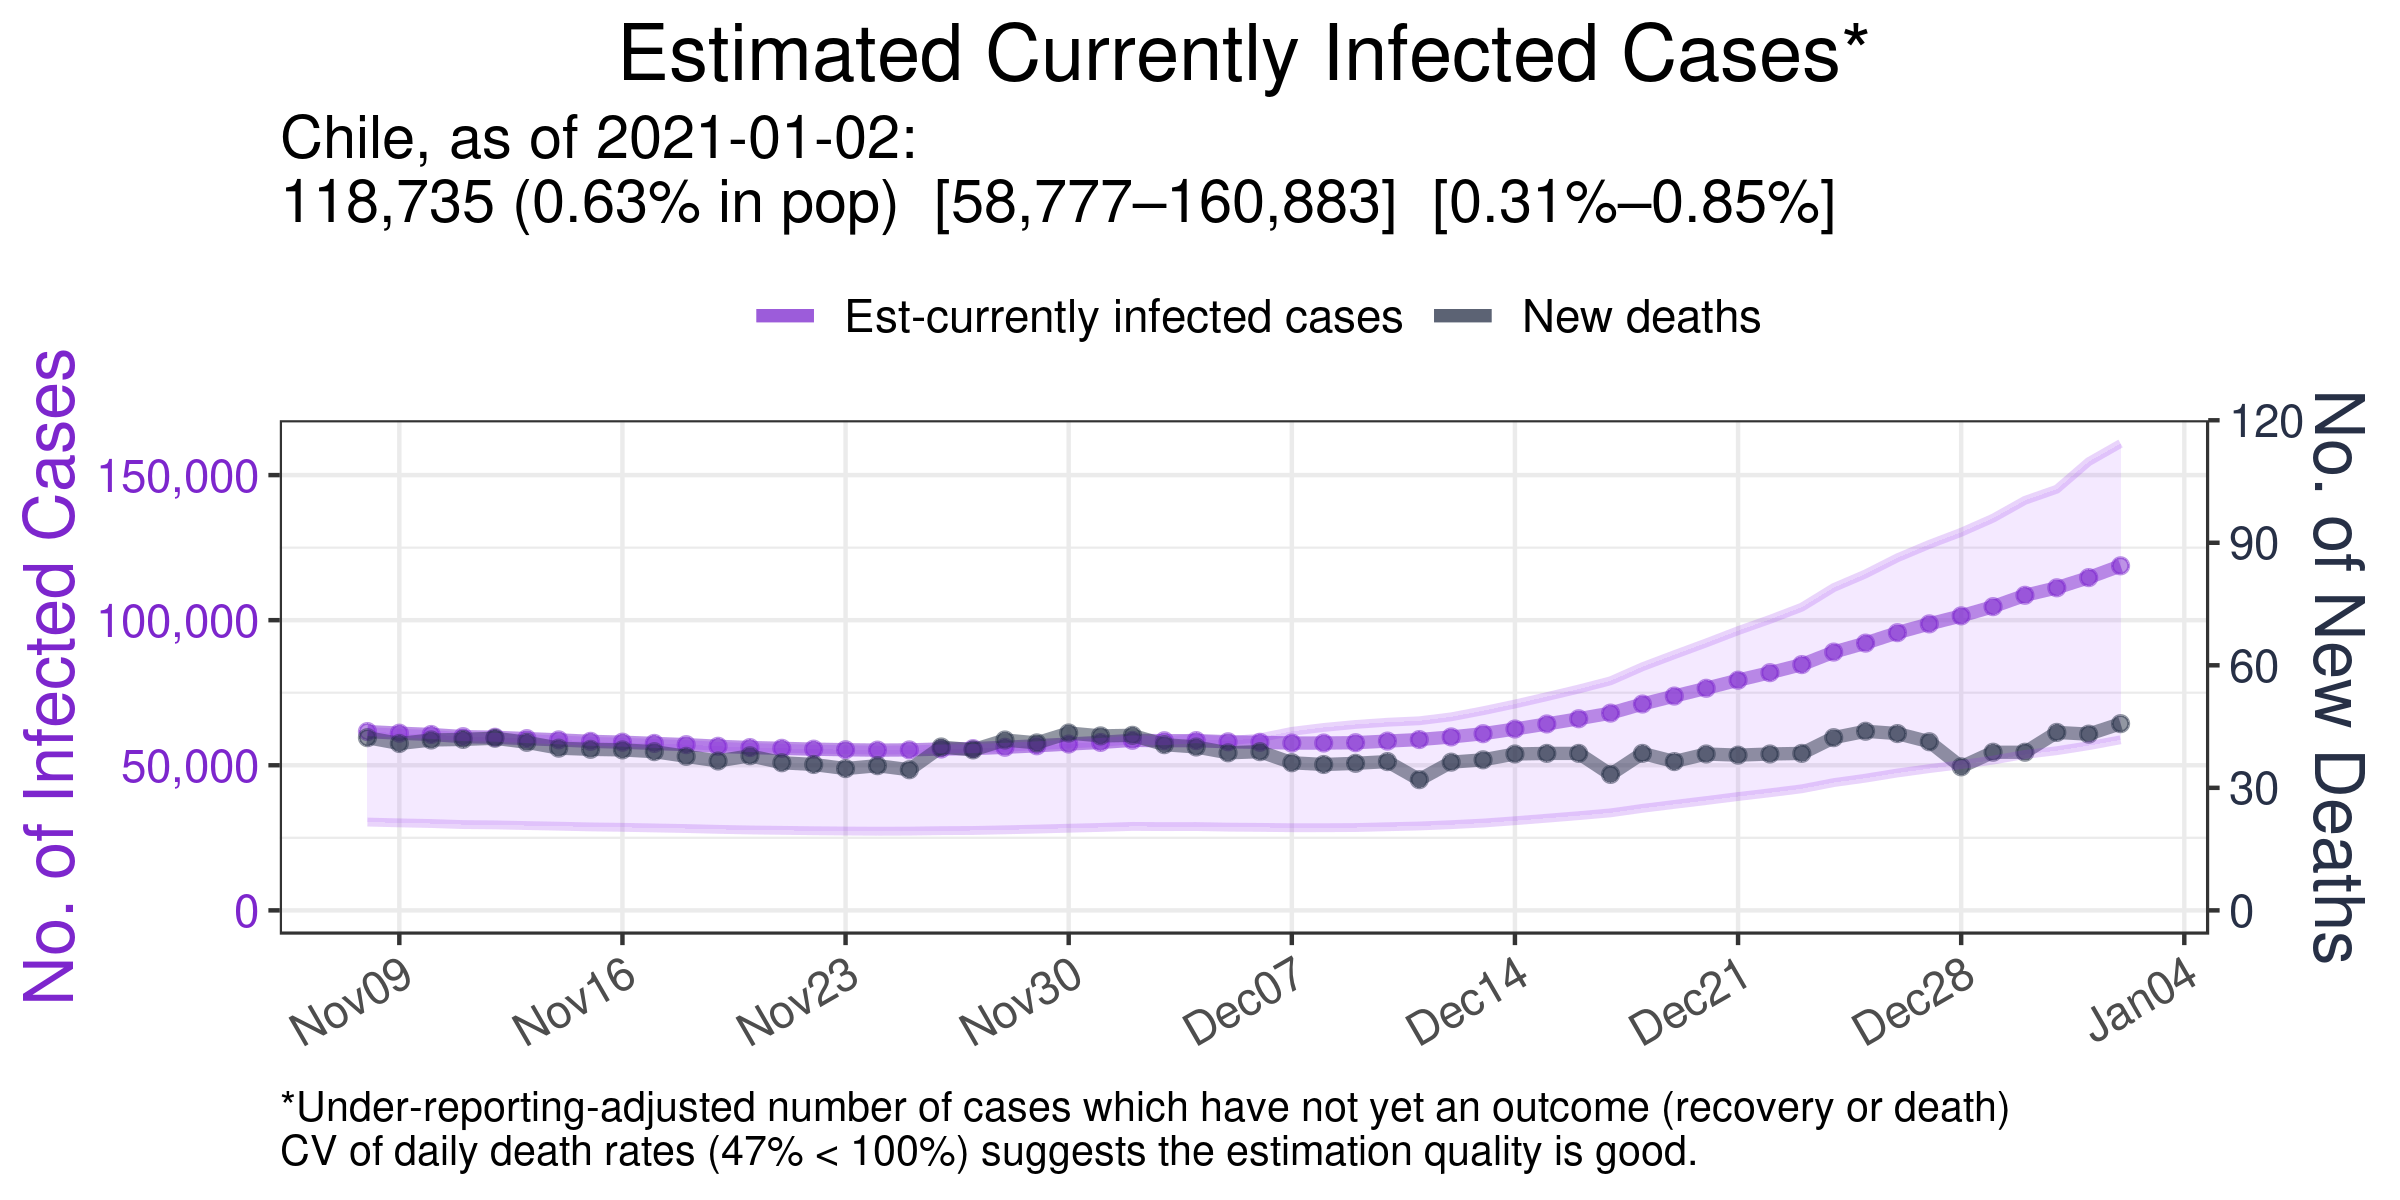 Estimated Currently Infected Cases*
Chile, as of 2021-01-02:
118,735 (0.63% in pop) [58,777–160,883] [0.31%–0.85%]
Est-currently infected cases
New deaths
No. of Infected Cases
150,000
100,000
50,000
0
120
90
60
30
0
No. of New Deaths
Nov09
Nov16
Nov23
Nov30
Dec07
Dec14
Dec21
Dec28
Jan04
*Under-reporting-adjusted number of cases which have not yet an outcome (recovery or death)
CV of daily death rates (47% < 100%) suggests the estimation quality is good.